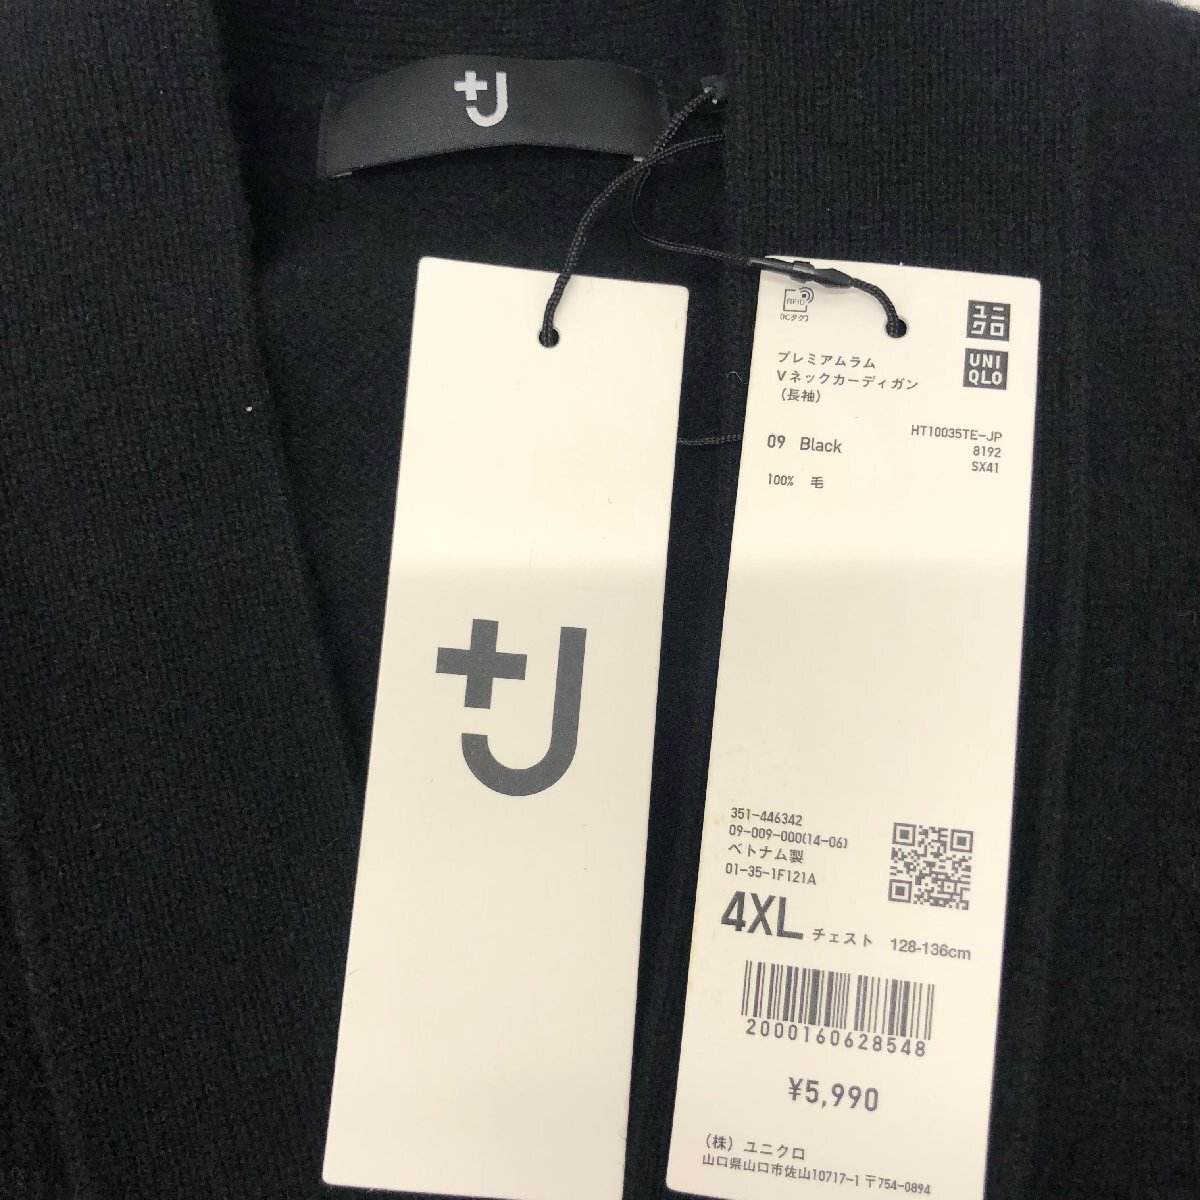 +J
+J
RFID
(ICタグ)
ユニ
クロ
UNI
QLO
プレミアムラム
Vネックカーディガン
(長袖)
HT10035TE-JP
8192
SX41
09 Black
100% 毛
351-446342
09-009-000(14-06)
ベトナム製
01-35-1F121A
4XL チェスト 128-136cm
2000160628548
¥5,990
(株) ユニクロ
山口県山口市佐山10717-1 〒754-0894